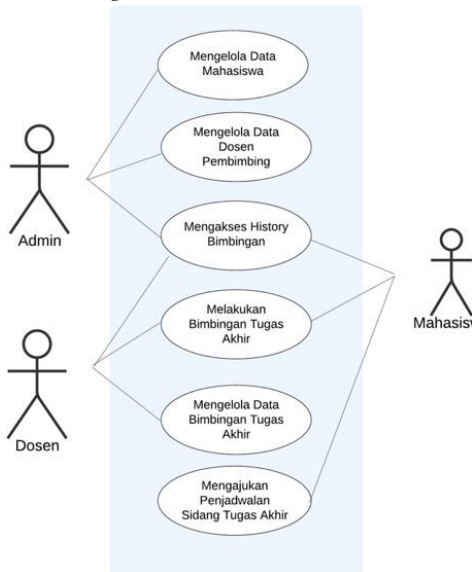 Mengelola Data
Mahasiswa
Mengelola Data
Dosen
Pembimbing
Admin
Mengakses History
Bimbingan
Melakukan
Bimbingan Tugas
Akhir
Mahasisw
Dosen
Mengelola Data
Bimbingan Tugas
Akhir
Mengajukan
Penjadwalan
Sidang Tugas Akhir